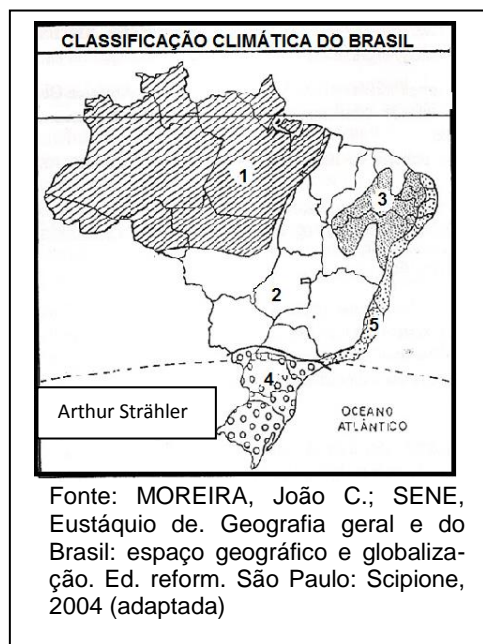 CLASSIFICAÇÃO CLIMÁTICA DO BRASIL
1
3
2
5
4
Arthur Strähler
OCEANO
ATLÂNTICO
Fonte: MOREIRA, João C.; SENE,
Eustáquio de. Geografia geral e do
Brasil: espaço geográfico e globaliza-
ção. Ed. reform. São Paulo: Scipione,
2004 (adaptada)